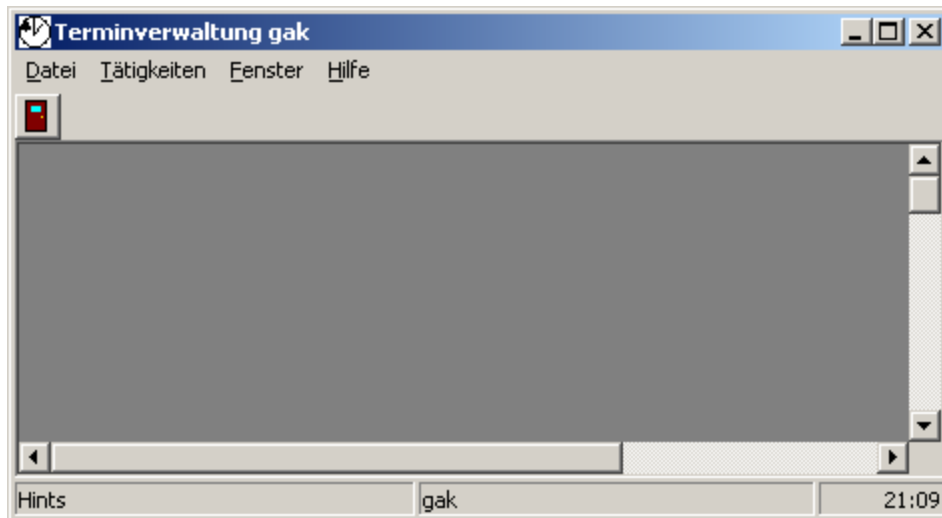 Terminverwaltung gak
Datei Tätigkeiten Fenster Hilfe
Hints gak 21:09